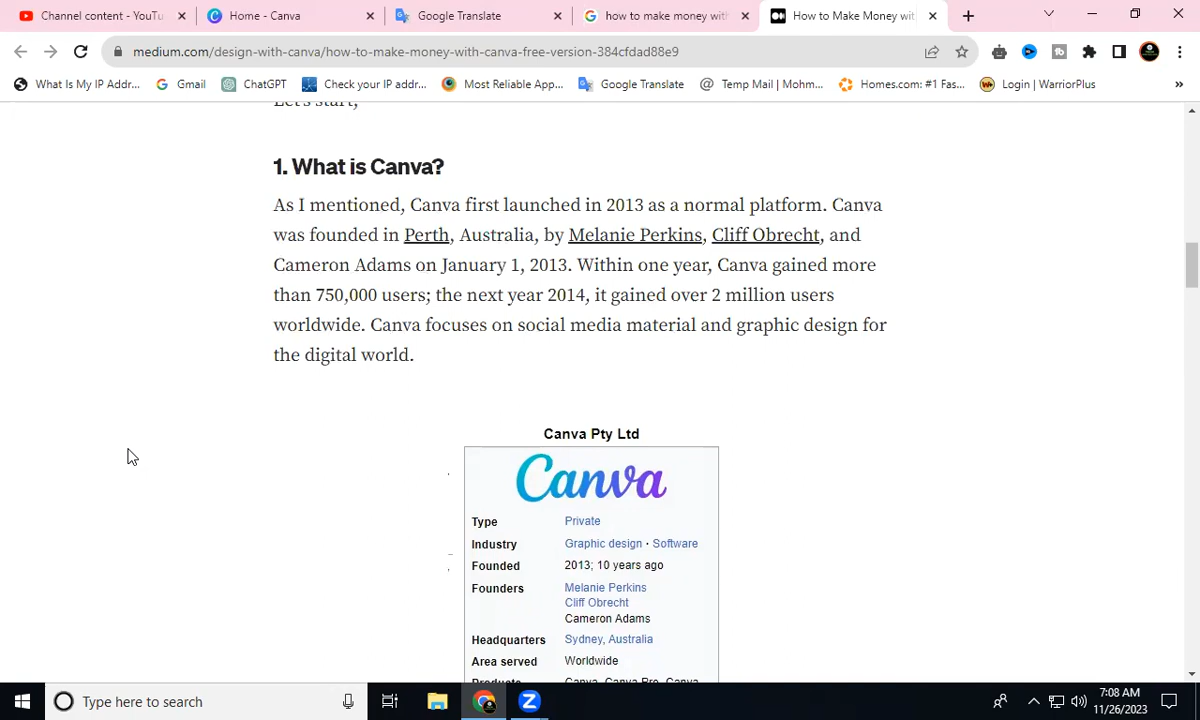 Channel content - YouTu
Home - Canva
Google Translate
how to make money with
How to Make Money wit
medium.com/design-with-canva/how-to-make-money-with-canva-free-version-384cfdad88e9
What Is My IP Addr...
Gmail
ChatGPT
Check your IP addr...
Most Reliable App...
Google Translate
Temp Mail | Mohm...
Homes.com: #1 Fas...
Login | WarriorPlus
»
Let's start,
1. What is Canva?
As I mentioned, Canva first launched in 2013 as a normal platform. Canva
was founded in Perth, Australia, by Melanie Perkins, Cliff Obrecht, and
Cameron Adams on January 1, 2013. Within one year, Canva gained more
than 750,000 users; the next year 2014, it gained over 2 million users
worldwide. Canva focuses on social media material and graphic design for
the digital world.
Canva Pty Ltd
Canva
Type Private
Industry Graphic design · Software
Founded 2013; 10 years ago
Founders Melanie Perkins
Cliff Obrecht
Cameron Adams
Headquarters Sydney, Australia
Area served Worldwide
Products Canva, Canva Pro, Canva
Type here to search
7:08 AM
11/26/2023